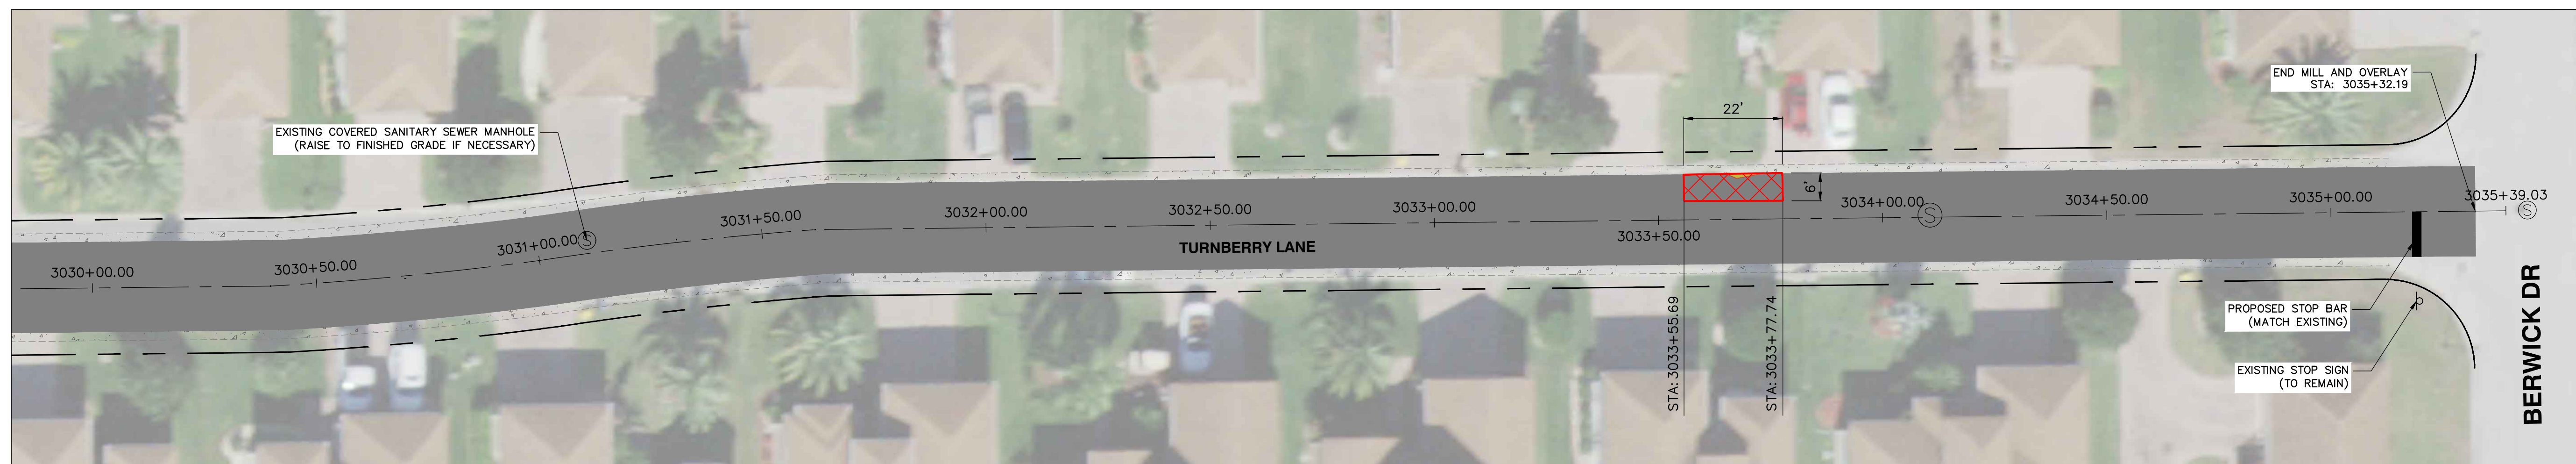 EXISTING COVERED SANITARY SEWER MANHOLE
(RAISE TO FINISHED GRADE IF NECESSARY)
END MILL AND OVERLAY
STA: 3035+32.19
22'
6'
3030+00.00
3030+50.00
3031+00.00
S
3031+50.00
3032+00.00
3032+50.00
3033+00.00
3033+50.00
3034+00.00
S
3034+50.00
3035+00.00
3035+39.03
S
TURNBERRY LANE
STA:3033+55.69
STA:3033+77.74
PROPOSED STOP BAR
(MATCH EXISTING)
EXISTING STOP SIGN
(TO REMAIN)
BERWICK DR